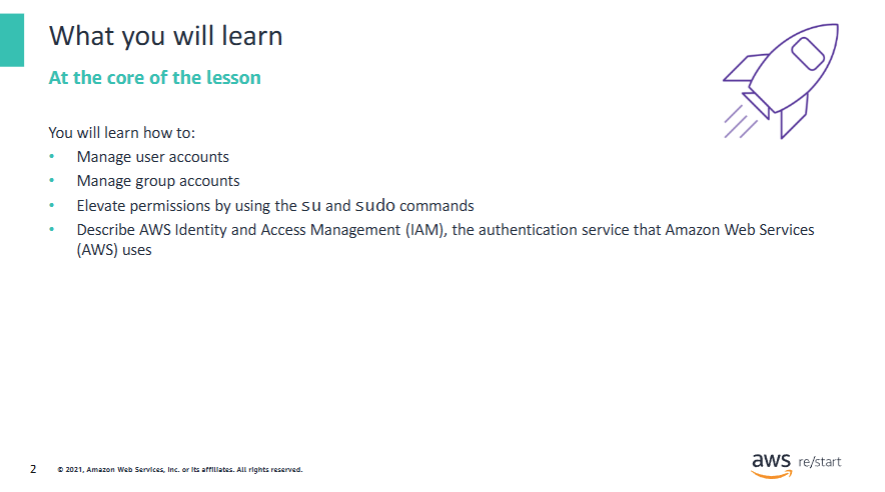 What you will learn
At the core of the lesson
You will learn how to:
• Manage user accounts
• Manage group accounts
• Elevate permissions by using the su and sudo commands
• Describe AWS Identity and Access Management (IAM), the authentication service that Amazon Web Services
(AWS) uses
2 © 2021, Amazon Web Services, Inc. or its affiliates. All rights reserved.
aws re/start